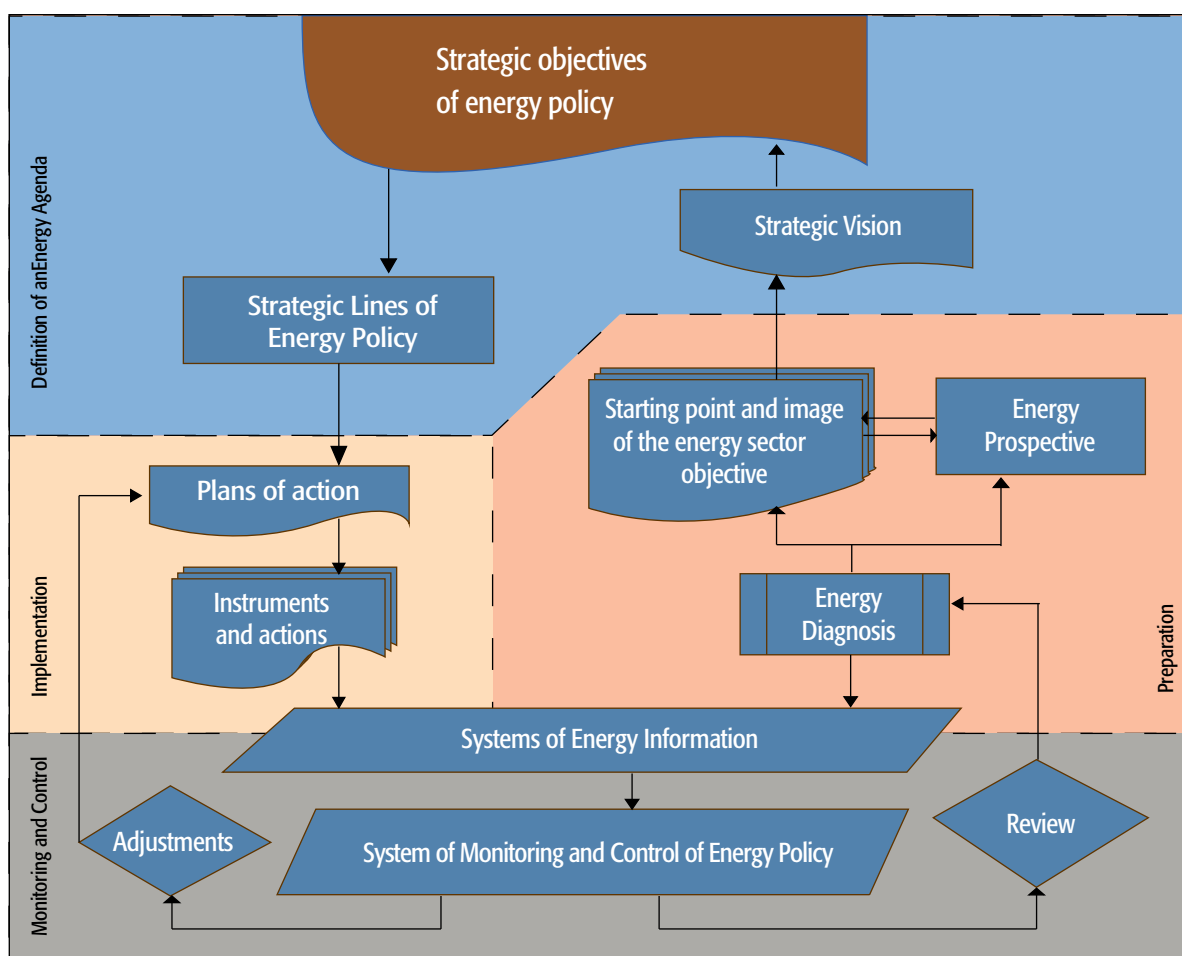 Strategic objectives
of energy policy
Definition of anEnergy Agenda
Strategic Vision
Strategic Lines of
Energy Policy
Starting point and image
of the energy sector
objective
Energy
Prospective
Plans of action
Implementation
Instruments
and actions
Energy
Diagnosis
Preparation
Systems of Energy Information
Monitoring and Control
Adjustments
System of Monitoring and Control of Energy Policy
Review